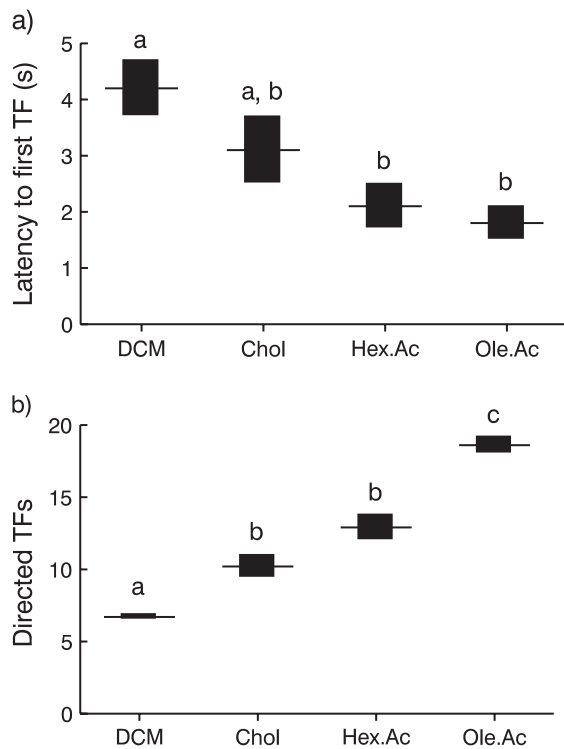 a)
Latency to first TF (s)
5
4
3
2
1
0
a
a, b
b
b
DCM
Chol
Hex.Ac
Ole.Ac
b)
Directed TFs
20
15
10
5
0
a
b
b
c
DCM
Chol
Hex.Ac
Ole.Ac